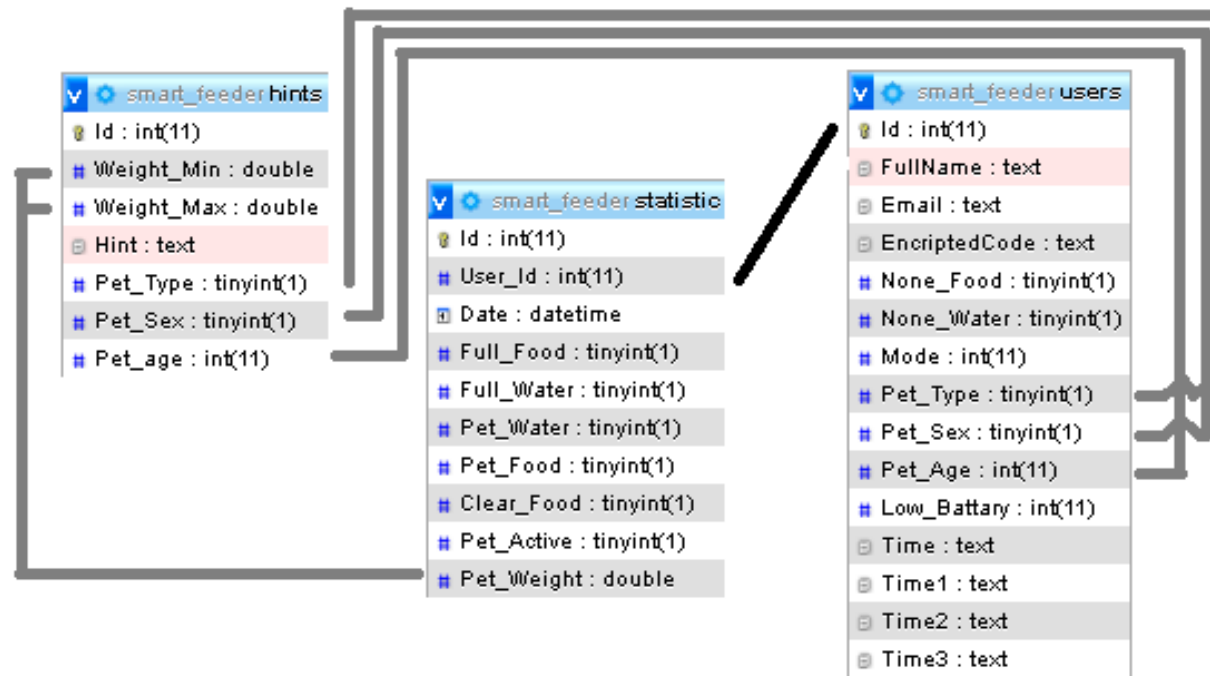 smart_feeder hints
Id : int(11)
Weight_Min : double
Weight_Max : double
Hint : text
Pet_Type : tinyint(1)
Pet_Sex : tinyint(1)
Pet_age : int(11)
smart_feeder statistic
Id : int(11)
User_Id : int(11)
Date : datetime
Full_Food : tinyint(1)
Full_Water : tinyint(1)
Pet_Water : tinyint(1)
Pet_Food : tinyint(1)
Clear_Food : tinyint(1)
Pet_Active : tinyint(1)
Pet_Weight : double
smart_feeder users
Id : int(11)
FullName : text
Email : text
EncriptedCode : text
None_Food : tinyint(1)
None_Water : tinyint(1)
Mode : int(11)
Pet_Type : tinyint(1)
Pet_Sex : tinyint(1)
Pet_Age : int(11)
Low_Battary : int(11)
Time : text
Time1 : text
Time2 : text
Time3 : text